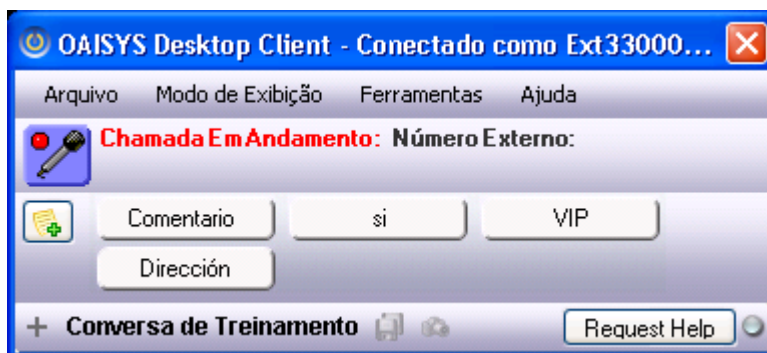 OAISYS Desktop Client - Conectado como Ext33000...
Arquivo Modo de Exibição Ferramentas Ajuda
Chamada Em Andamento: Número Externo:
Comentario si VIP
Dirección
Conversa de Treinamento Request Help